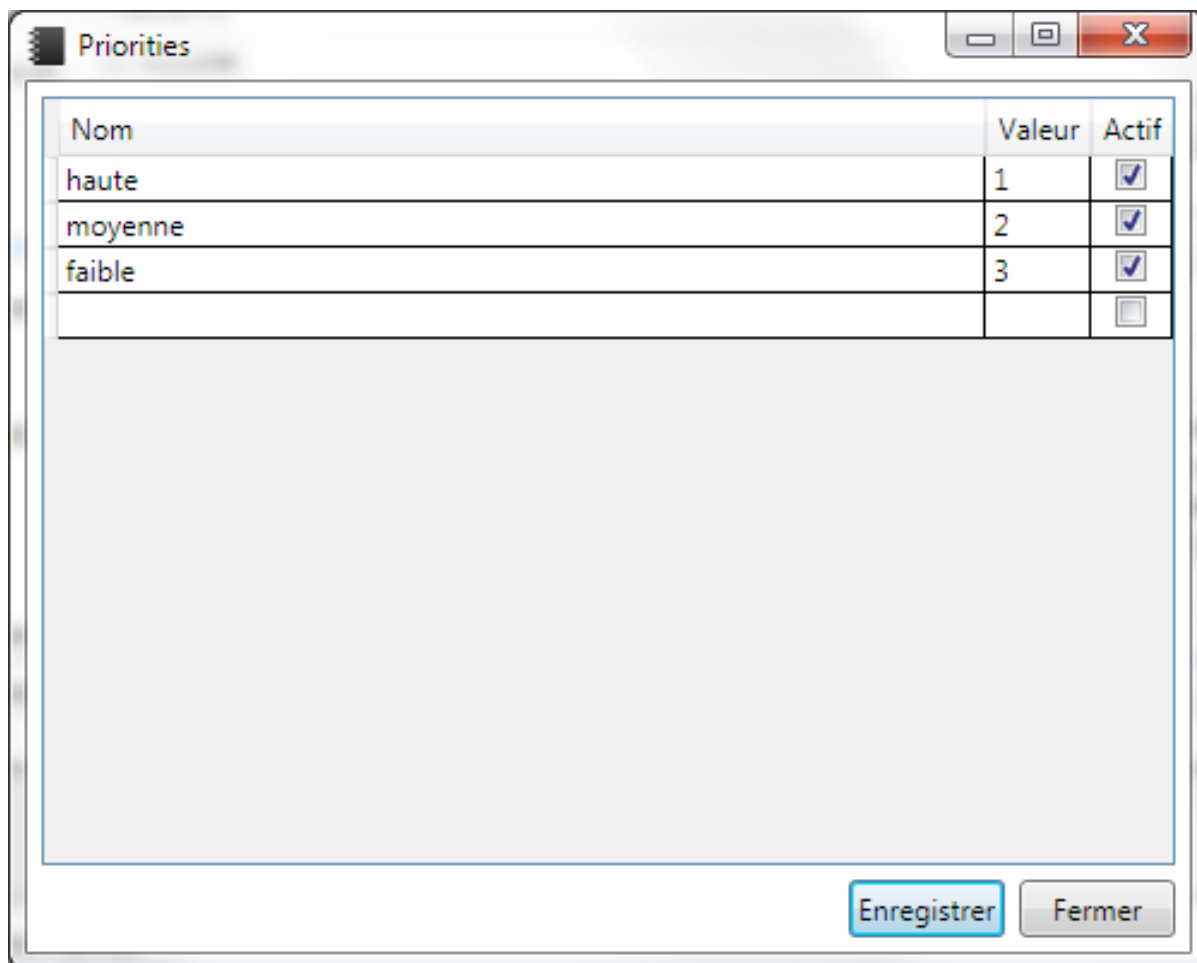 Priorities
Nom Valeur Actif
haute 1
moyenne 2
faible 3
Enregistrer Fermer